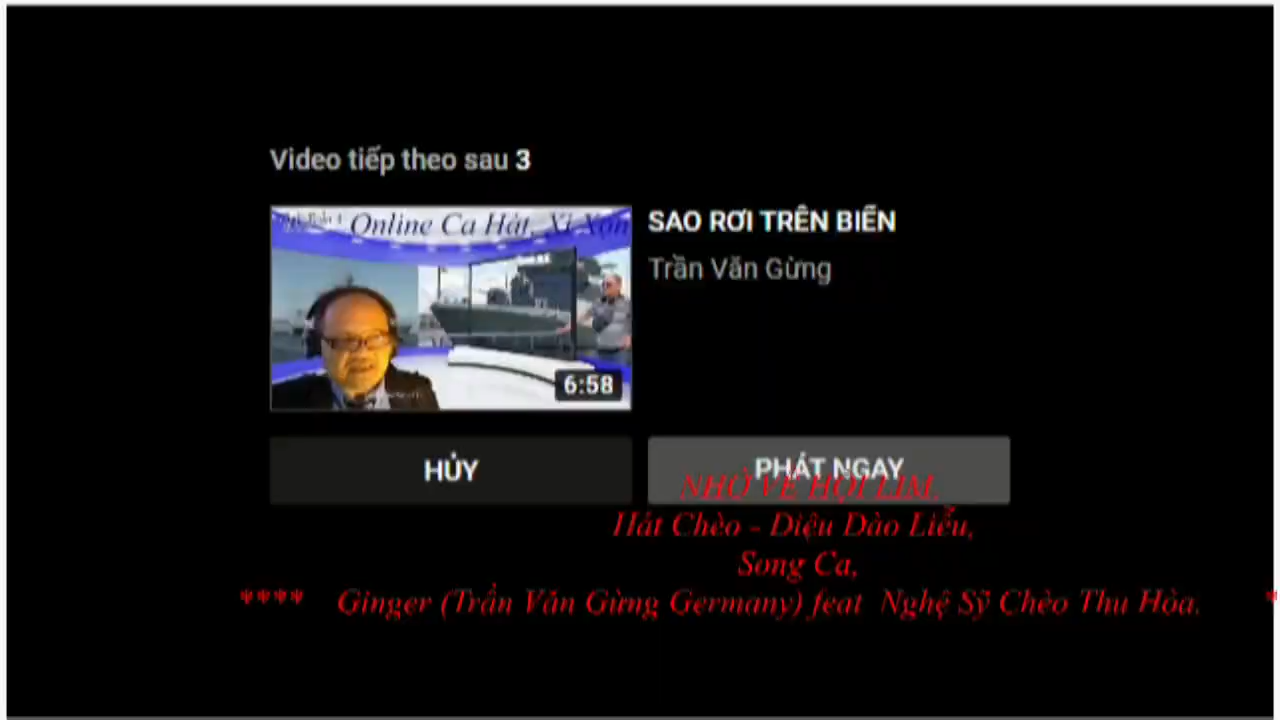 Video tiếp theo sau 3
Online Ca Hát, Xì Xọn
6:58
SAO RƠI TRÊN BIỂN
Trần Văn Gừng
HỦY
PHÁT NGAY
NHỚ VỀ HỘI LIM,
Hát Chèo - Diệu Dào Liễu,
Song Ca,
**** Ginger (Trần Văn Gừng Germany) feat Nghệ Sỹ Chèo Thu Hòa. *